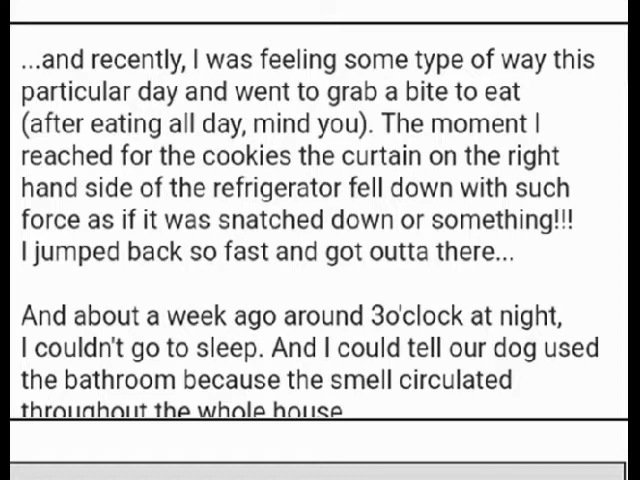 ...and recently, I was feeling some type of way this
particular day and went to grab a bite to eat
(after eating all day, mind you). The moment I
reached for the cookies the curtain on the right
hand side of the refrigerator fell down with such
force as if it was snatched down or something!!!
I jumped back so fast and got outta there...
And about a week ago around 3o'clock at night,
I couldn't go to sleep. And I could tell our dog used
the bathroom because the smell circulated
throughout the whole house